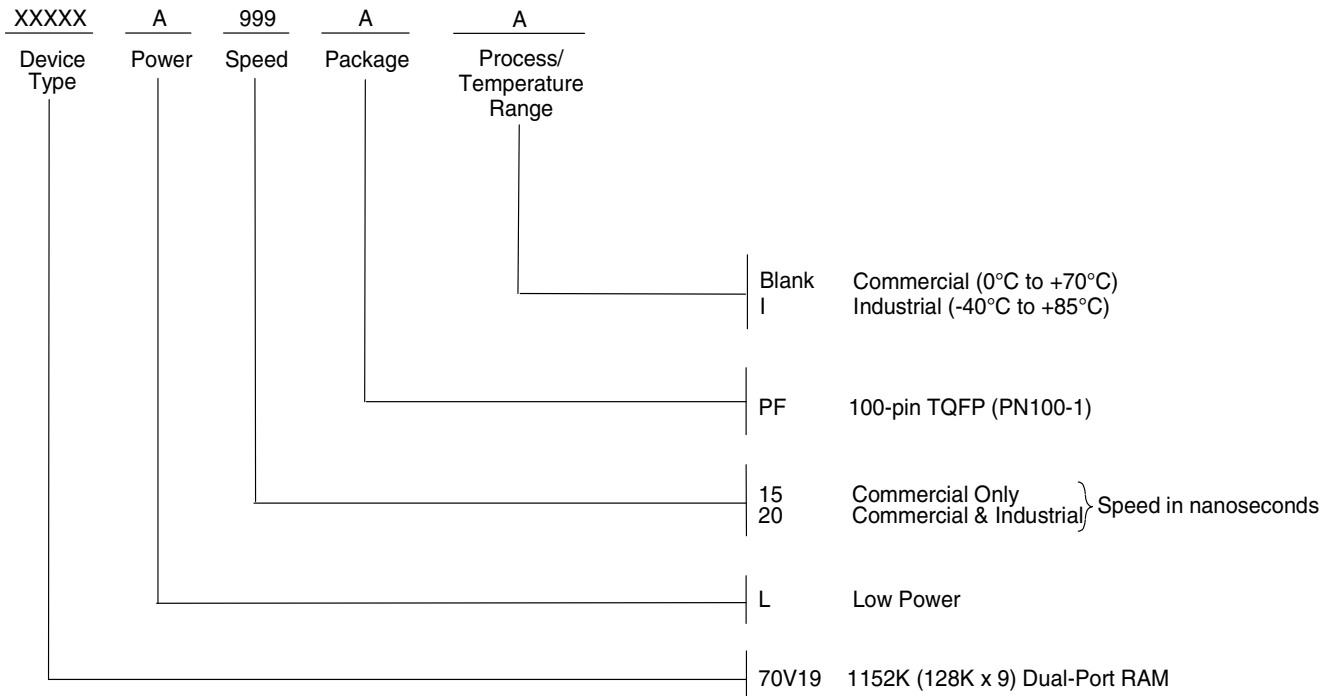 XXXXX A 999 A A
Device Type Power Speed Package Process/ Temperature Range
Blank Commercial (0°C to +70°C)
I Industrial (-40°C to +85°C)
PF 100-pin TQFP (PN100-1)
15 Commercial Only
20 Commercial & Industrial
Speed in nanoseconds
L Low Power
70V19 1152K (128K x 9) Dual-Port RAM